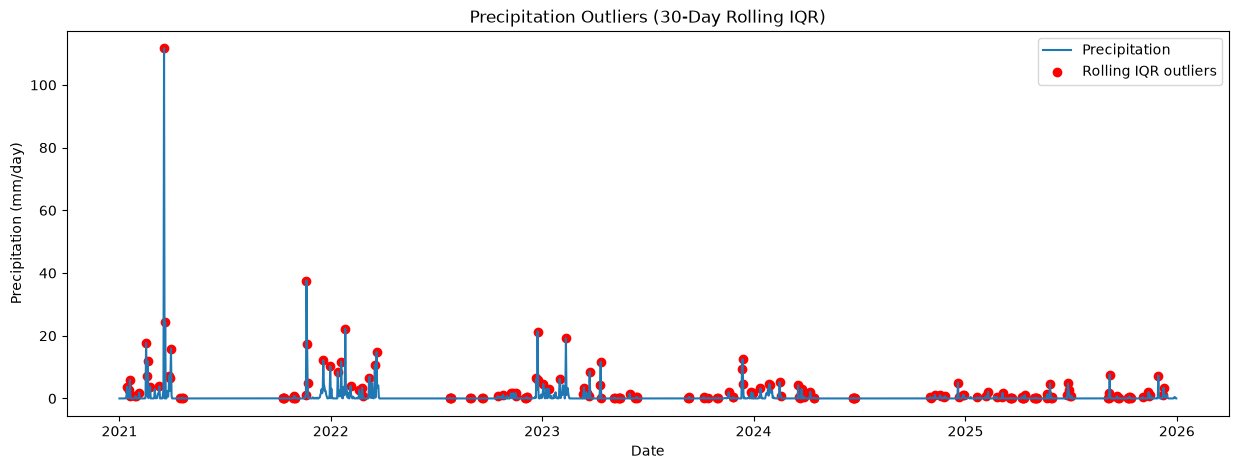 Precipitation Outliers (30-Day Rolling IQR)
Precipitation
Rolling IQR outliers
Precipitation (mm/day)
100
80
60
40
20
0
2021 2022 2023 2024 2025 2026
Date